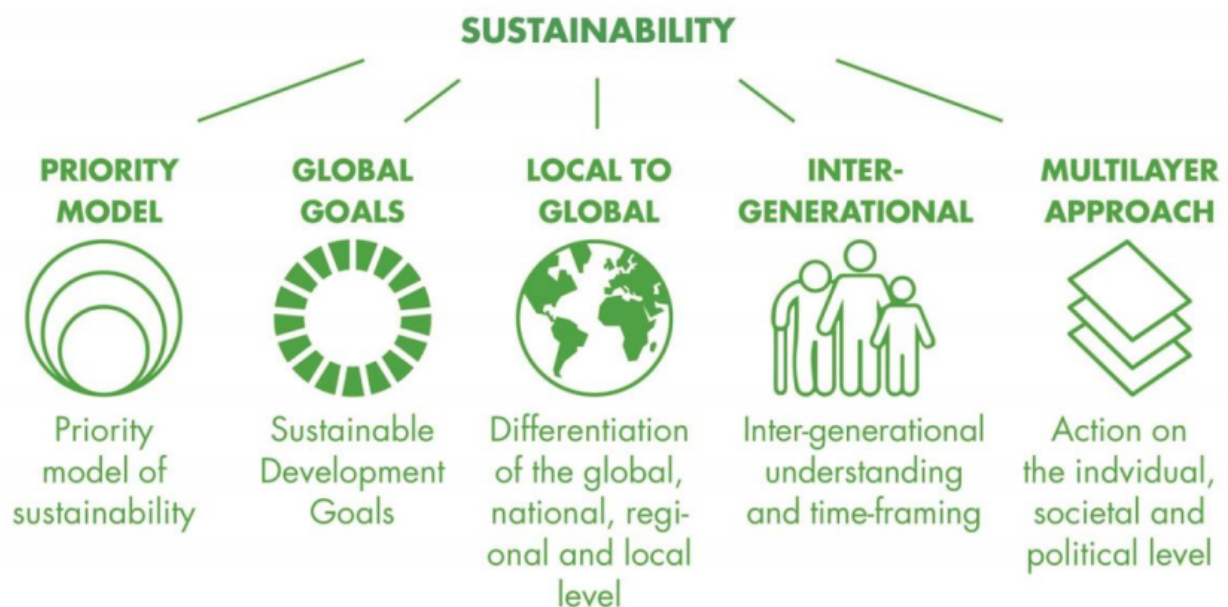 SUSTAINABILITY
PRIORITY
MODEL
GLOBAL
GOALS
LOCAL TO
GLOBAL
INTER-
GENERATIONAL
MULTILAYER
APPROACH
Priority
model of
sustainability
Sustainable
Development
Goals
Differentiation
of the global,
national, regi-
onal and local
level
Inter-generational
understanding
and time-framing
Action on
the indvidual,
societal and
political level